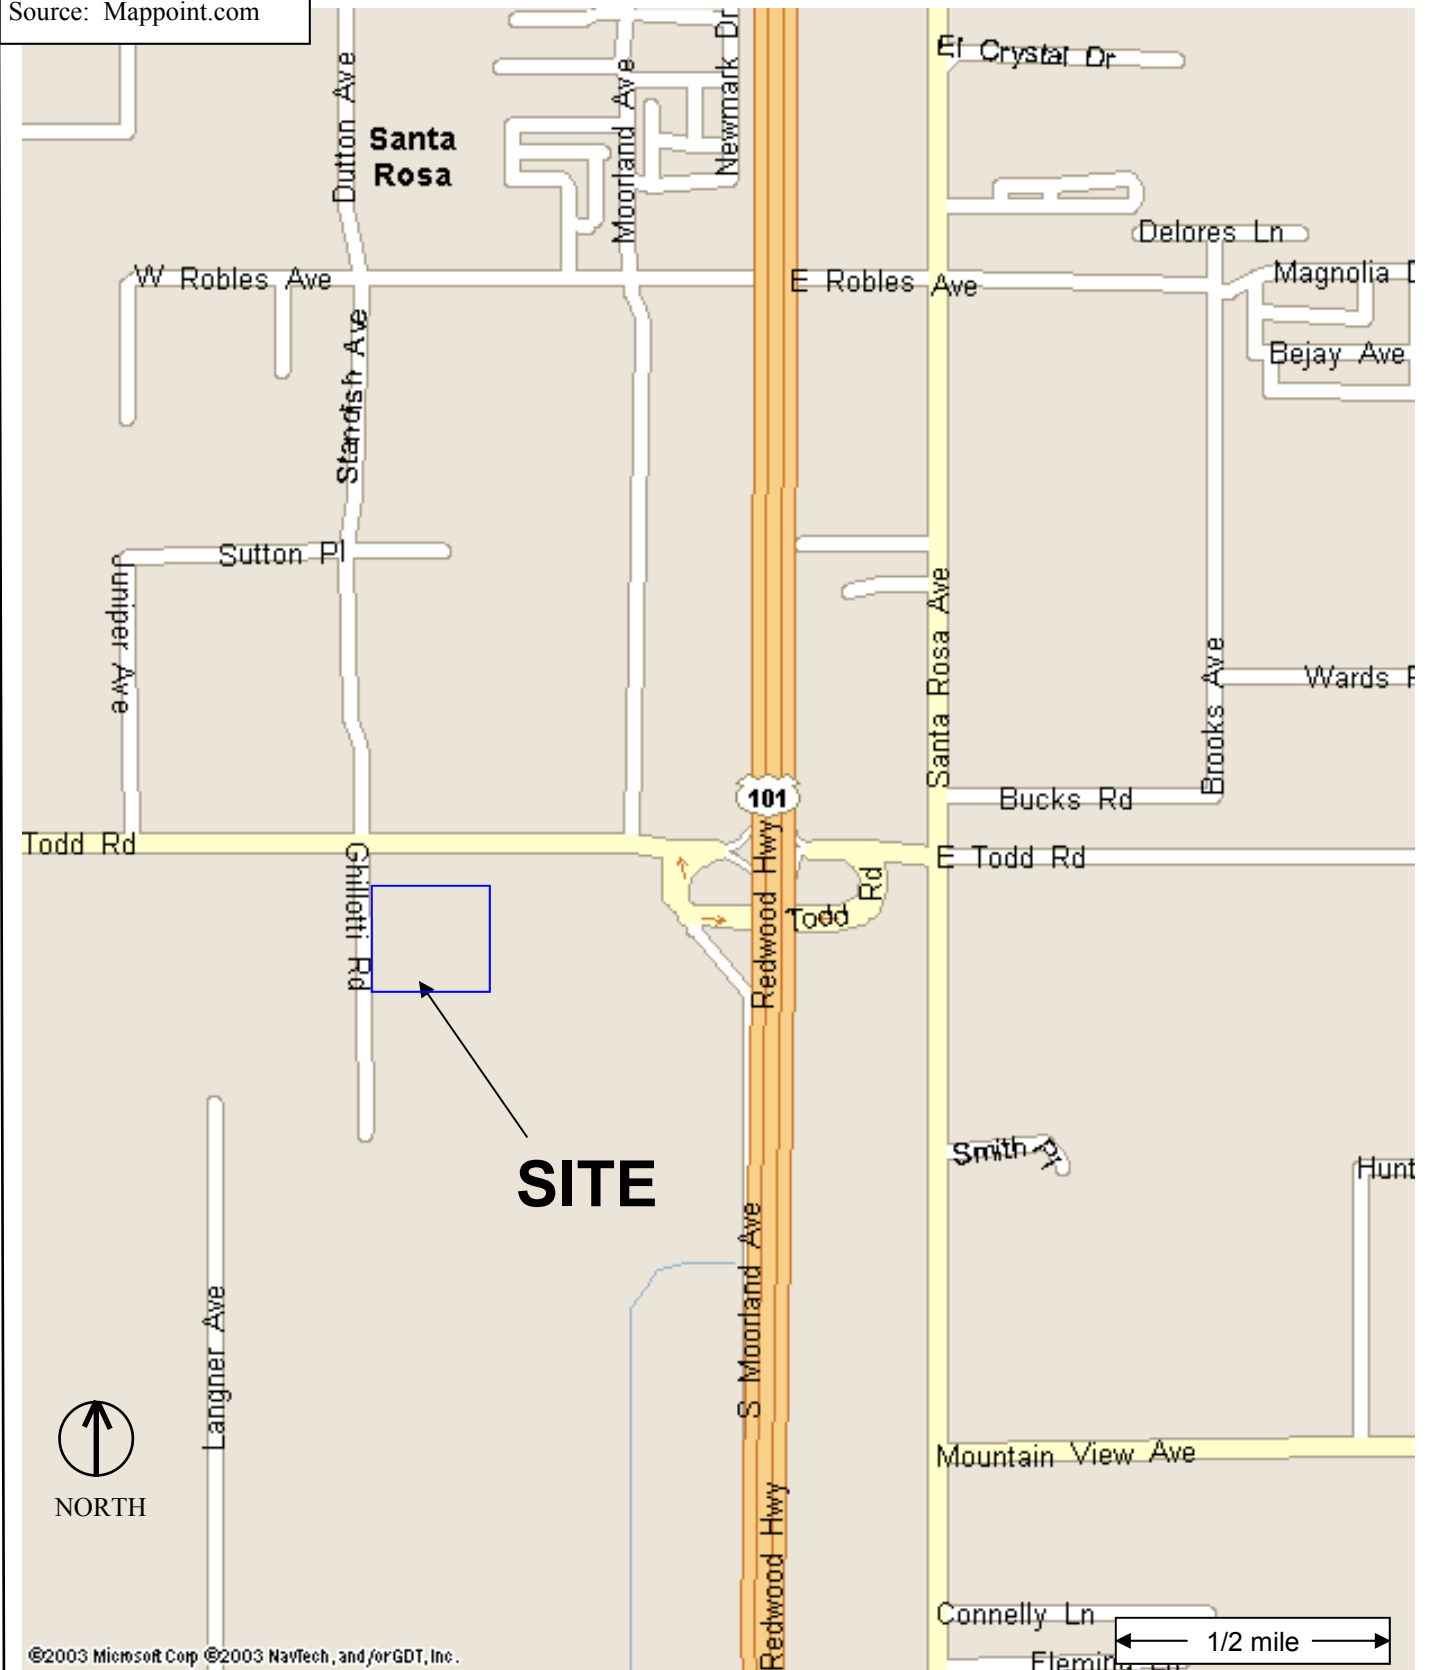 Source: Mappoint.com
El Crystal Dr
Dutton Ave
Moorland Ave
Newmark Dr
Santa
Rosa
Delores Ln
W Robles Ave
E Robles Ave
Magnolia D
Bejay Ave
Standish Ave
Sutton Pl
Juniper Ave
Santa Rosa Ave
Brooks Ave
Wards
Bucks Rd
101
Todd Rd
E Todd Rd
Ghillotti Rd
Redwood Hwy
Todd Rd
Smith Pl
Hunt
SITE
S Moorland Ave
Langner Ave
Mountain View Ave
NORTH
Redwood Hwy
Connelly Ln
1/2 mile
Fleming Ln
©2003 Microsoft Corp ©2003 NavTech, and/or GDT, Inc.